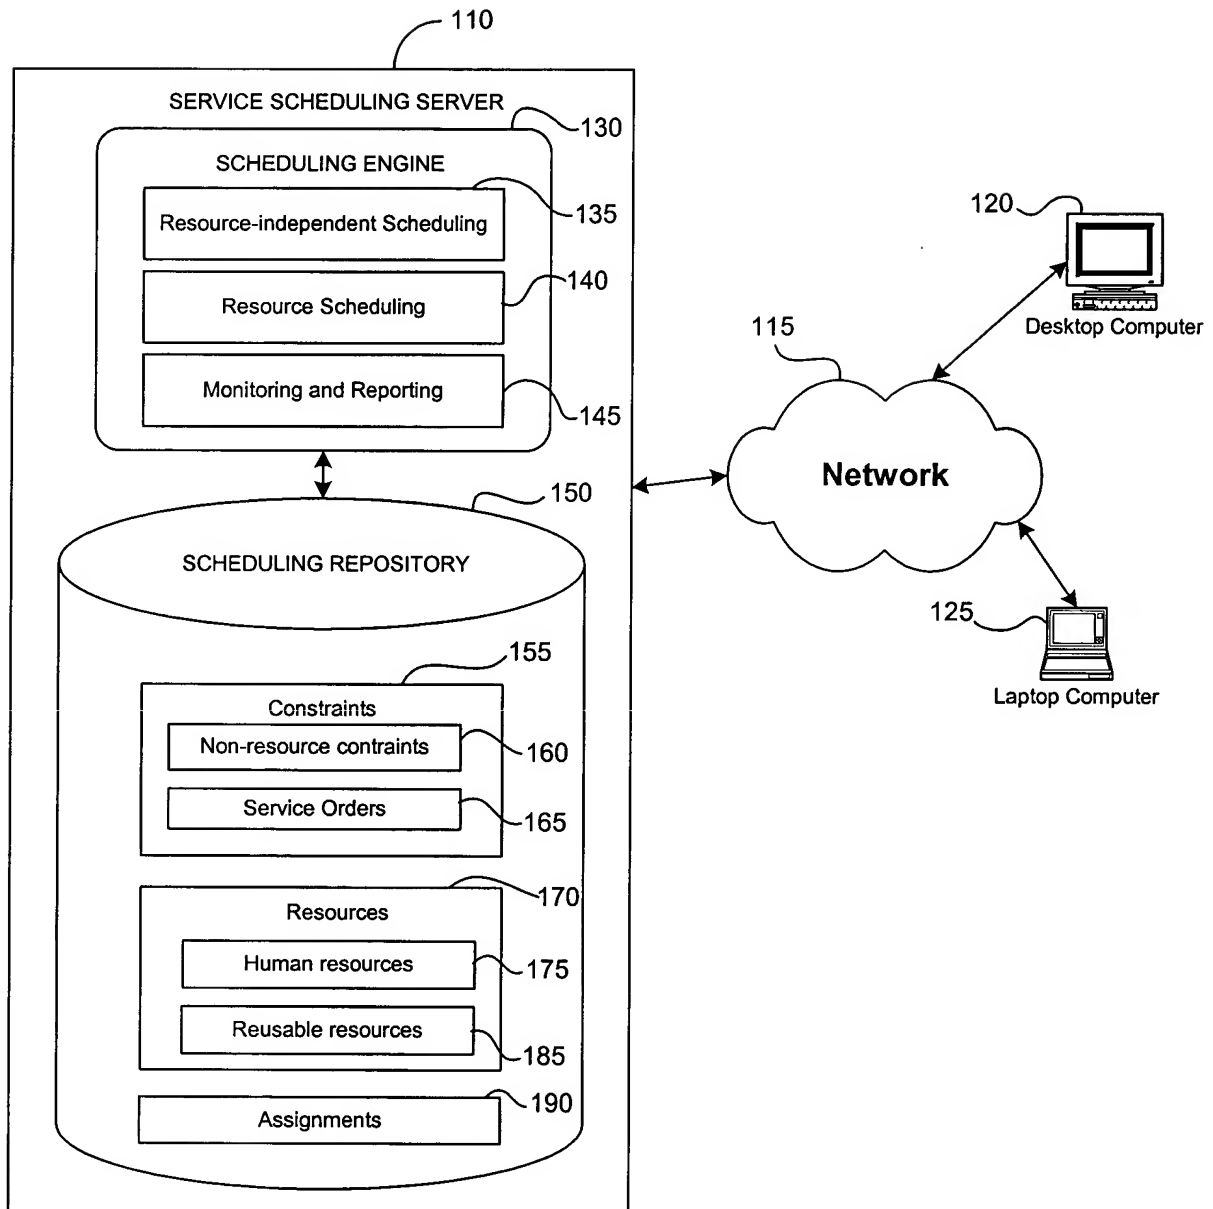 110
SERVICE SCHEDULING SERVER
130
SCHEDULING ENGINE
Resource-independent Scheduling
135
Resource Scheduling
140
Monitoring and Reporting
145
150
SCHEDULING REPOSITORY
155
Constraints
Non-resource contraints
160
Service Orders
165
170
Resources
Human resources
175
Reusable resources
185
190
Assignments
115
Network
120
Desktop Computer
125
Laptop Computer